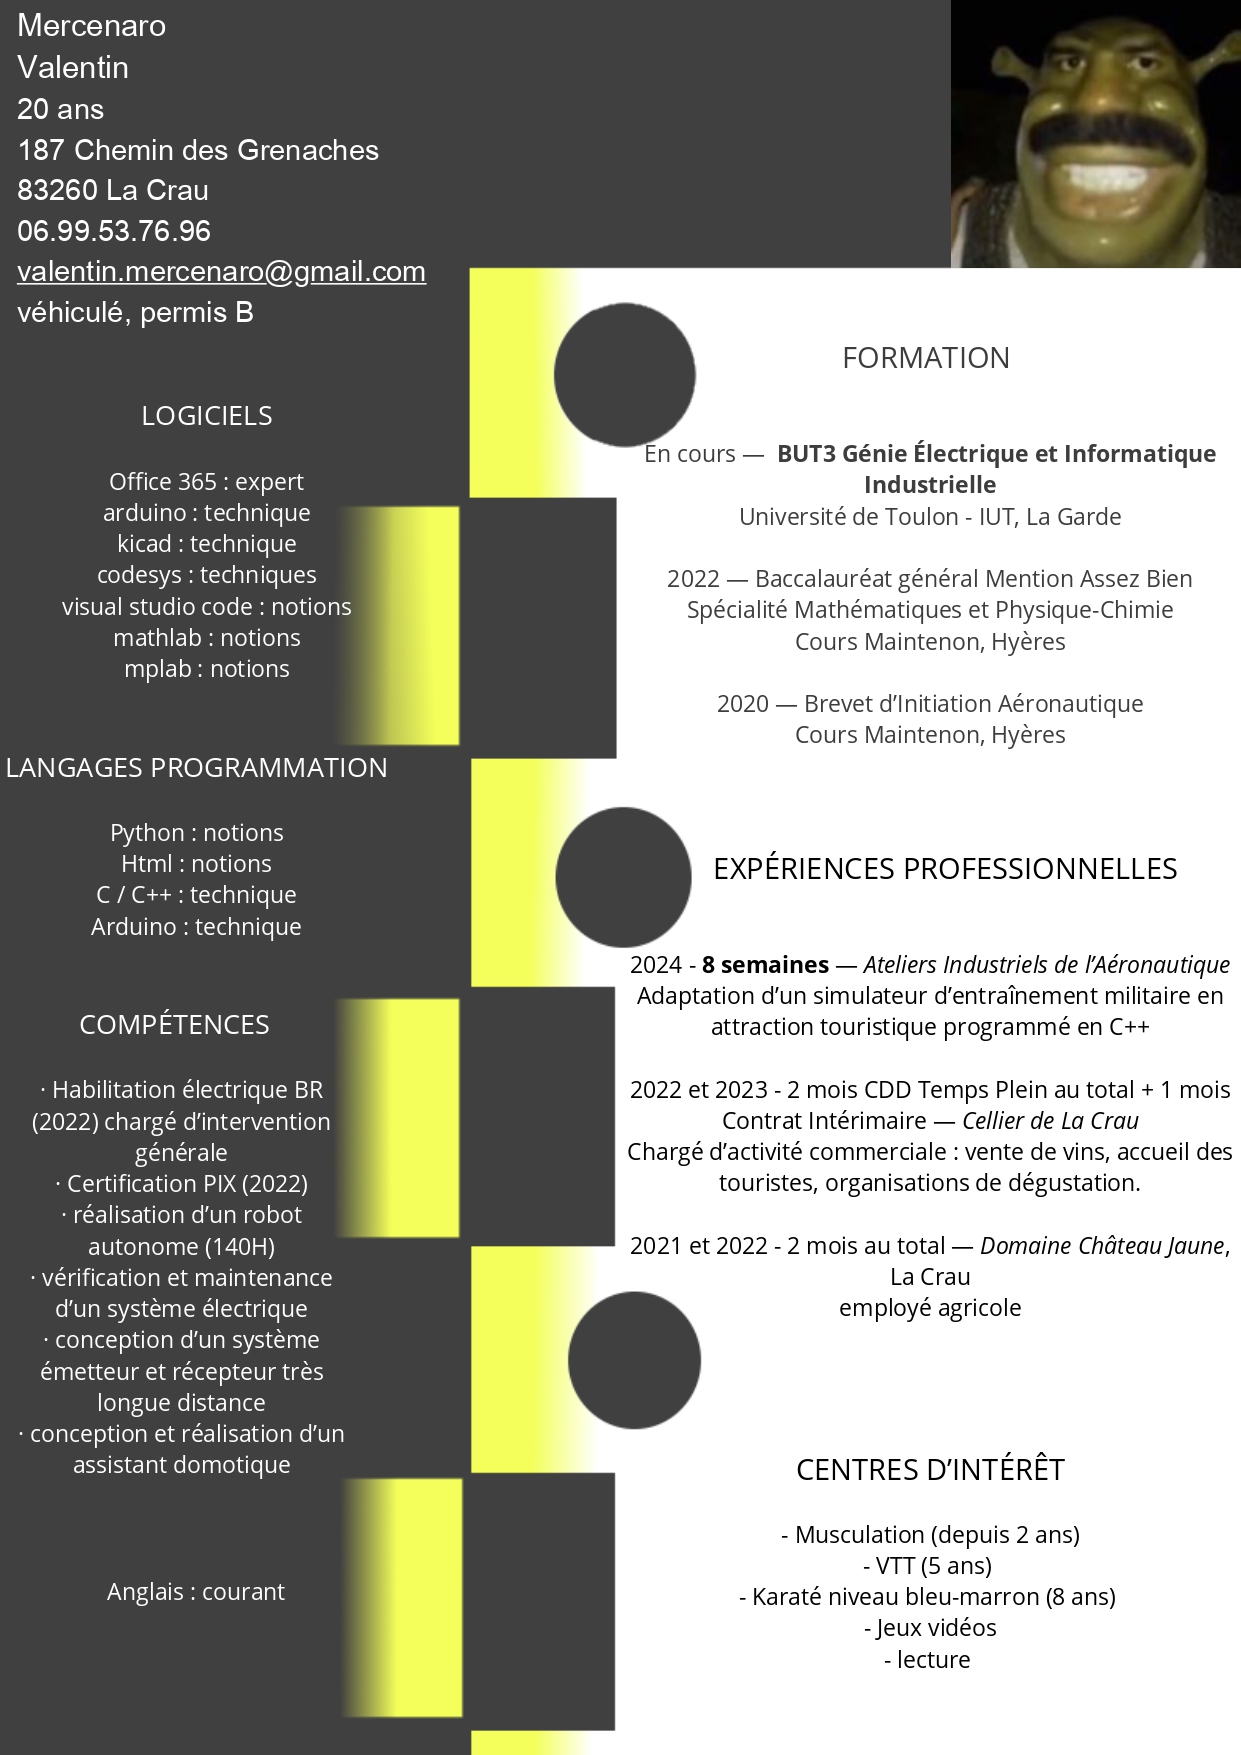 Mercenaro
Valentin
20 ans
187 Chemin des Grenaches
83260 La Crau
06.99.53.76.96
valentin.mercenaro@gmail.com
véhiculé, permis B
LOGICIELS
Office 365 : expert
arduino : technique
kicad : technique
codesys : techniques
visual studio code : notions
mathlab : notions
mplab : notions
LANGAGES PROGRAMMATION
Python : notions
Html : notions
C / C++ : technique
Arduino : technique
COMPÉTENCES
· Habilitation électrique BR
(2022) chargé d’intervention
générale
· Certification PIX (2022)
· réalisation d’un robot
autonome (140H)
· vérification et maintenance
d’un système électrique
· conception d’un système
émetteur et récepteur très
longue distance
· conception et réalisation d’un
assistant domotique
Anglais : courant
FORMATION
En cours — BUT3 Génie Électrique et Informatique
Industrielle
Université de Toulon - IUT, La Garde
2022 — Baccalauréat général Mention Assez Bien
Spécialité Mathématiques et Physique-Chimie
Cours Maintenon, Hyères
2020 — Brevet d’Initiation Aéronautique
Cours Maintenon, Hyères
EXPÉRIENCES PROFESSIONNELLES
2024 - 8 semaines — Ateliers Industriels de l’Aéronautique
Adaptation d’un simulateur d’entraînement militaire en
attraction touristique programmé en C++
2022 et 2023 - 2 mois CDD Temps Plein au total + 1 mois
Contrat Intérimaire — Cellier de La Crau
Chargé d’activité commerciale : vente de vins, accueil des
touristes, organisations de dégustation.
2021 et 2022 - 2 mois au total — Domaine Château Jaune,
La Crau
employé agricole
CENTRES D’INTÉRÊT
- Musculation (depuis 2 ans)
- VTT (5 ans)
- Karaté niveau bleu-marron (8 ans)
- Jeux vidéos
- lecture